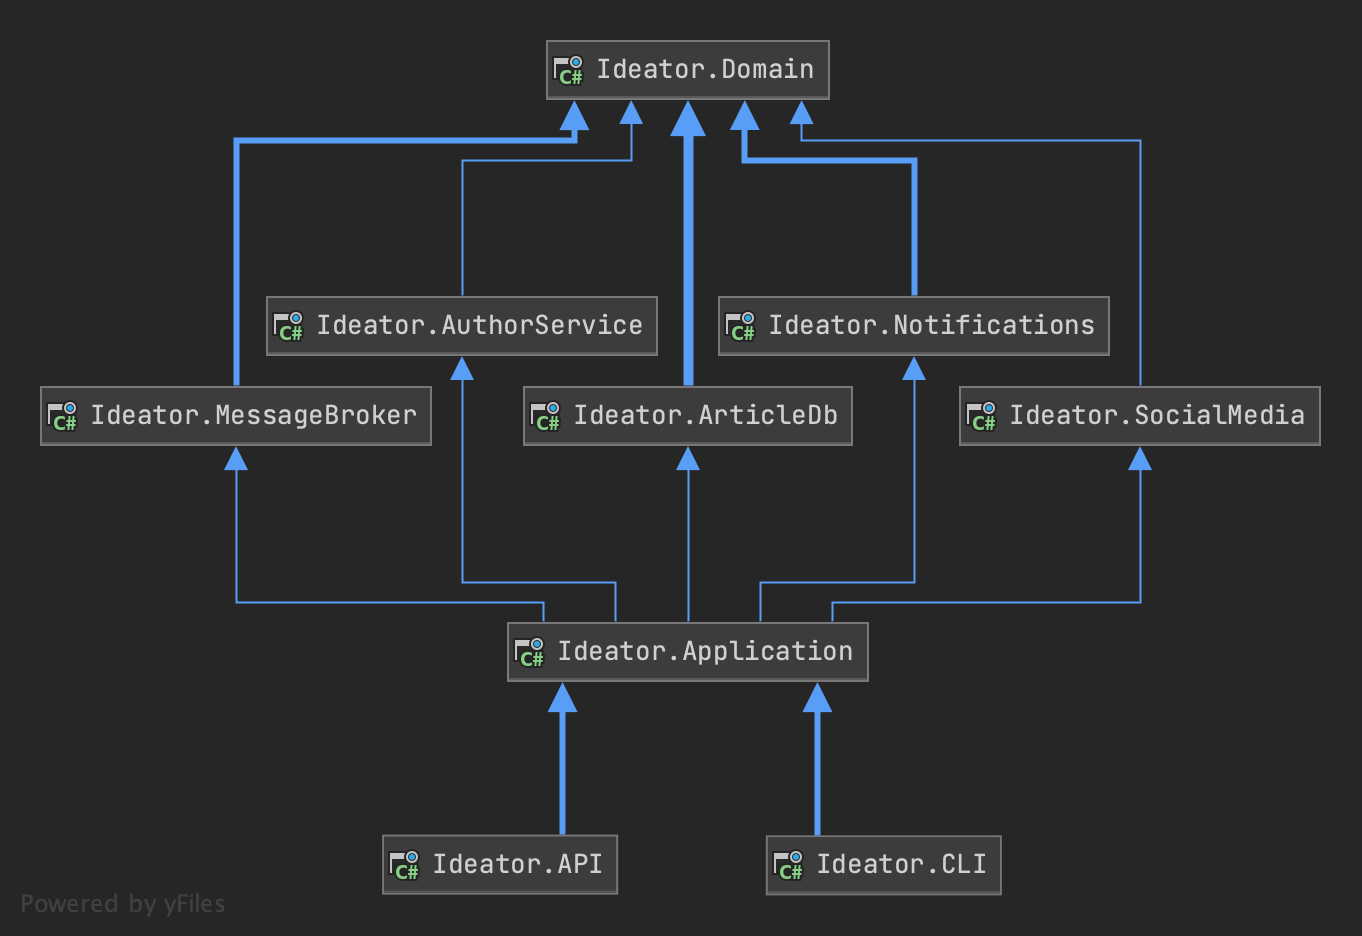 C# Ideator.Domain
C# Ideator.AuthorService
C# Ideator.Notifications
C# Ideator.MessageBroker
C# Ideator.ArticleDb
C# Ideator.SocialMedia
C# Ideator.Application
C# Ideator.API
C# Ideator.CLI
Powered by yFiles